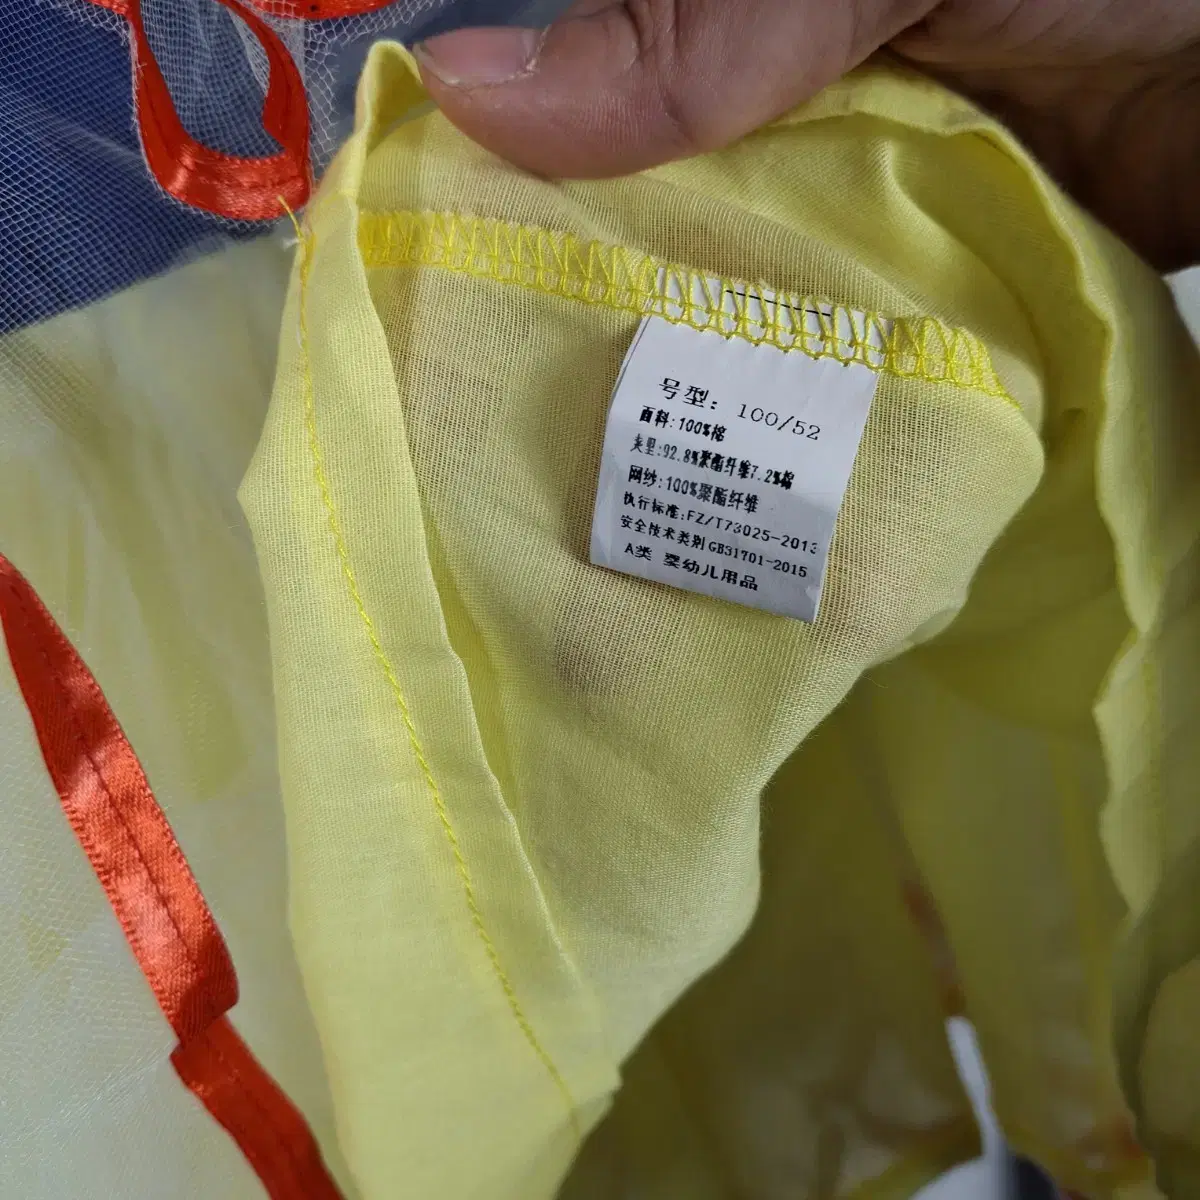 号型: 100/52
面料:100%棉
夹里:92.8%聚酯纤维7.2%棉
网纱:100%聚酯纤维
执行标准:FZ/T73025-2013
安全技术类别GB31701-2015
A类 婴幼儿用品